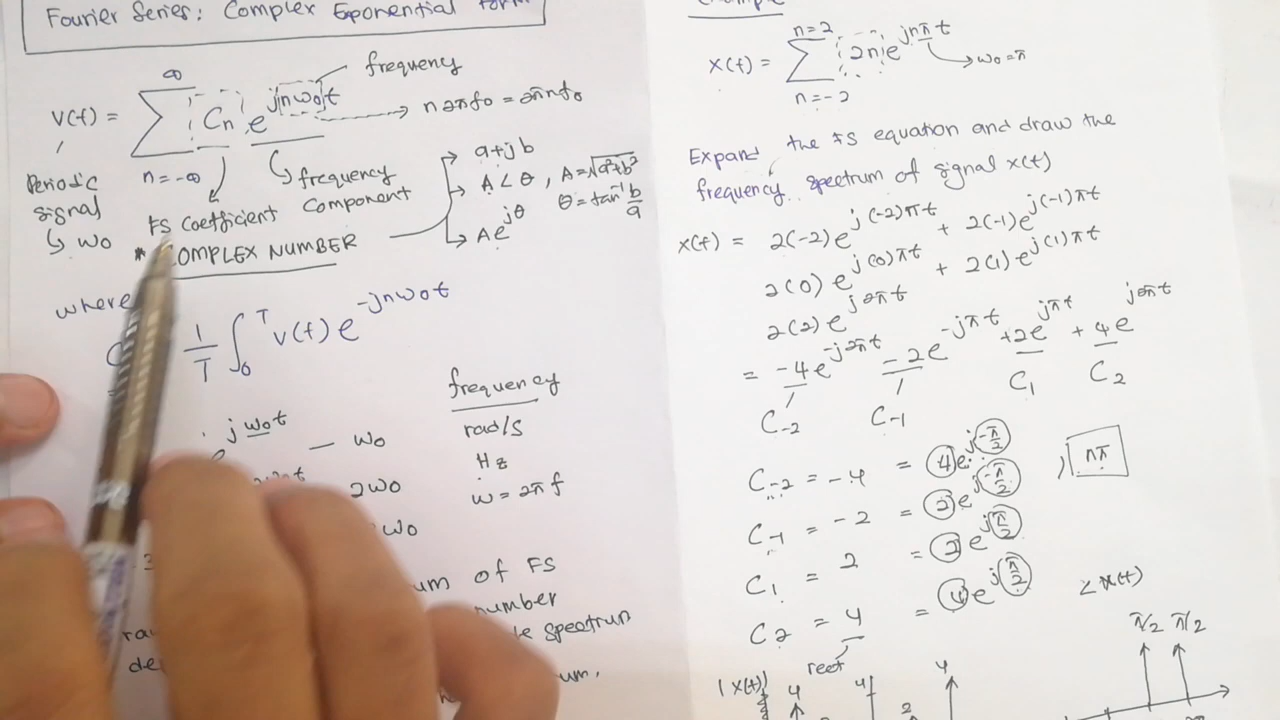 Fourier Series: Complex Exponential form
v(t) = ∞ Σ n=-∞ Cn e^jnω0t
frequency
n2πf0 = 2πnf0
Periodic signal
↳ ω0
FS Coefficient
* COMPLEX NUMBER
frequency component
a+jb
A∠θ, A=√a²+b²
θ=tan⁻¹ b/a
Ae^jθ
where
C 1/T ∫0^T v(t) e^-jnω0t
jω0t — ω0
2ω0
ω0
frequency
rad/s
Hz
ω = 2πf
um of FS
number
spectrum
um,
x(t) = n=2 Σ n=-2 2n e^jnπt
→ ω0=π
Expand the FS equation and draw the
frequency spectrum of signal x(t)
x(t) = 2(-2)e^j(-2)πt + 2(-1)e^j(-1)πt
2(0)e^j(0)πt + 2(1)e^j(1)πt
2(2)e^j2πt
= -4e^-j2πt -2e^-jπt +2e^jπt + 4e^j2πt
C-2 C-1 C1 C2
C-2 = -4 = 4e^j-π/2 , nπ
C-1 = -2 = 2e^j-π/2
C1 = 2 = 2e^jπ/2
C2 = 4 = 4e^jπ/2
real
|x(t)| 4 4 2 4
∠x(t)
π/2 π/2